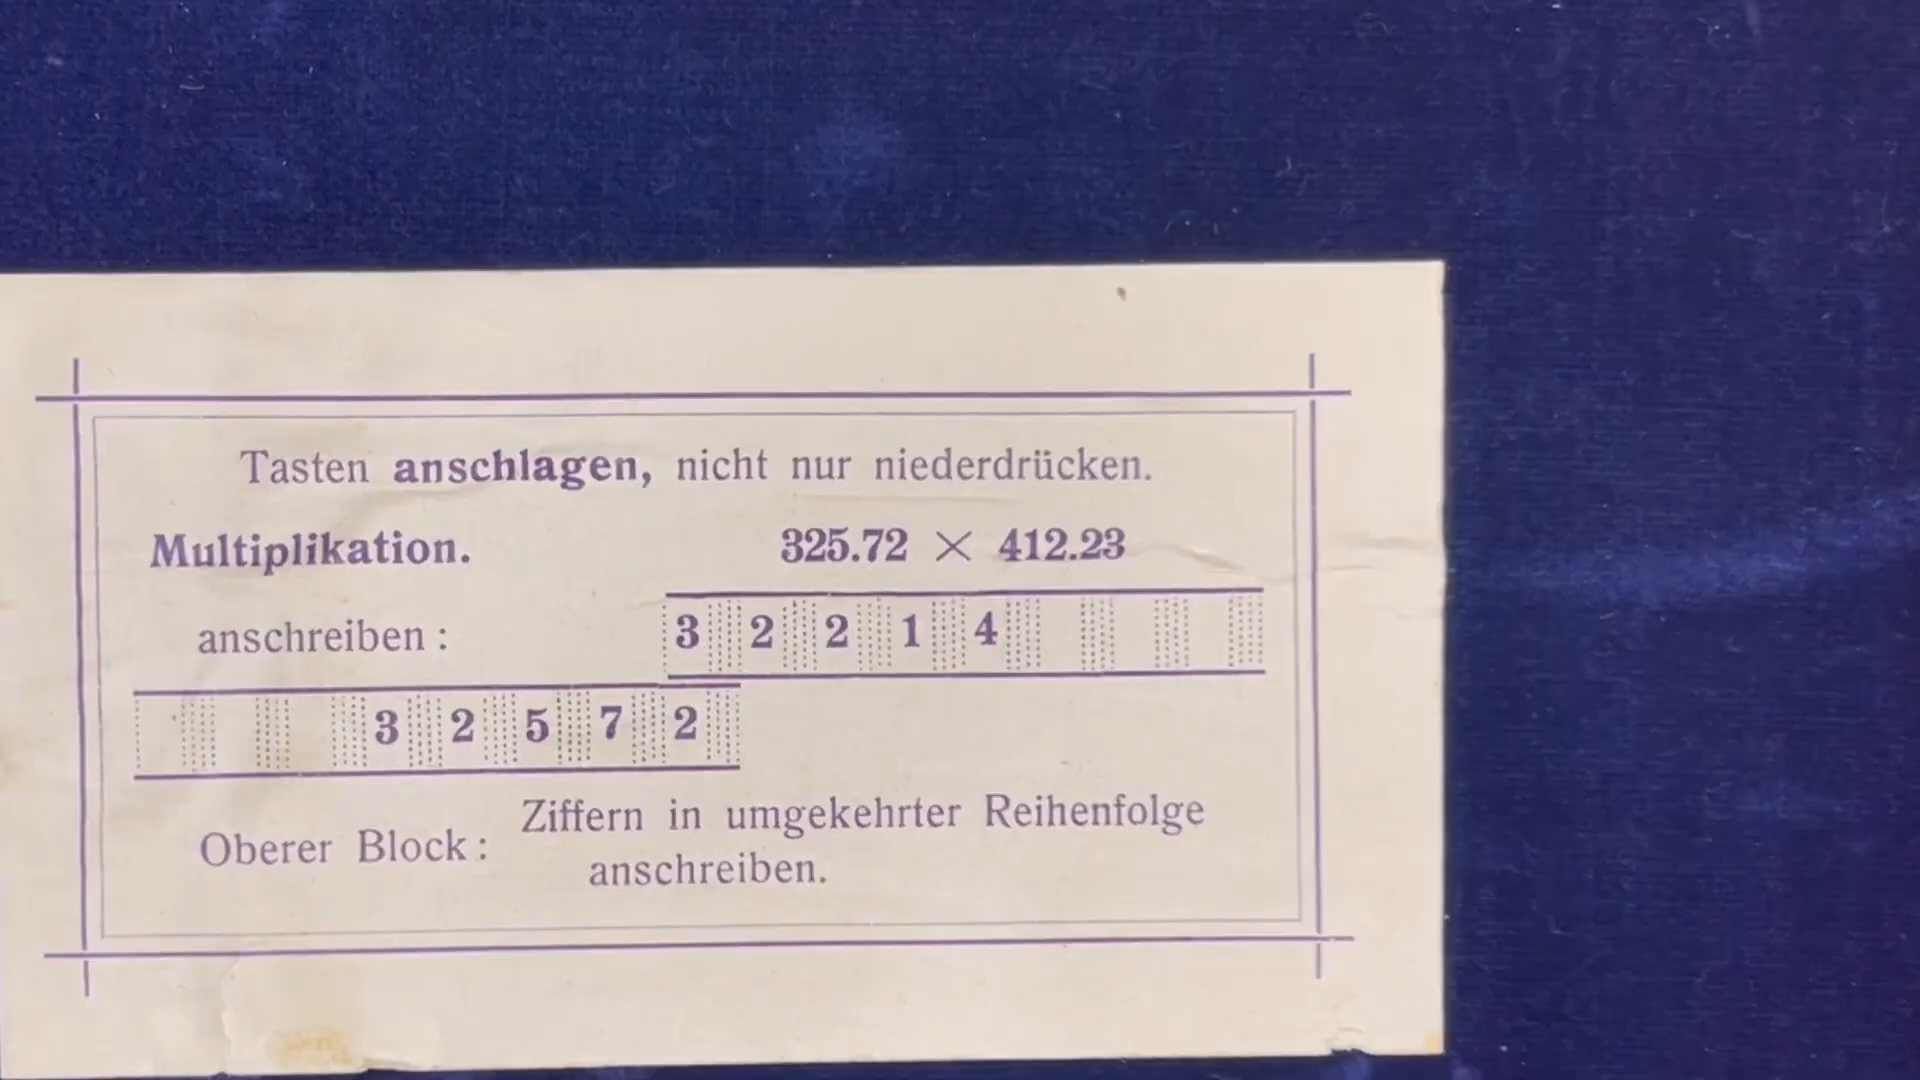 Tasten anschlagen, nicht nur niederdrücken.
Multiplikation. 325.72 × 412.23
anschreiben : 3 2 2 1 4
3 2 5 7 2
Oberer Block : Ziffern in umgekehrter Reihenfolge
anschreiben.